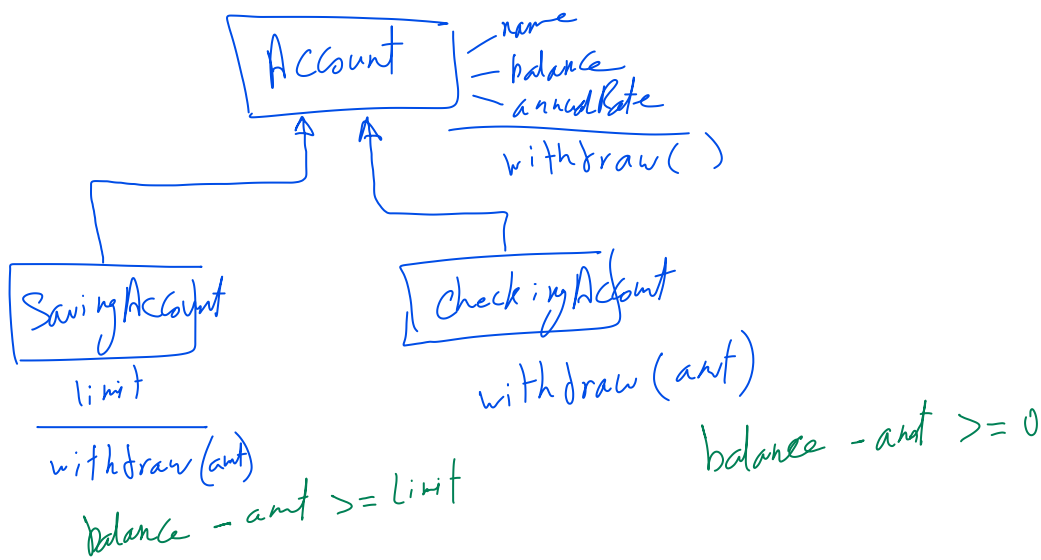 Account
name
balance
annualRate
withdraw( )
SavingAccount
limit
withdraw(amt)
balance - amt >= limit
CheckingAccount
withdraw (amt)
balance - amt >= 0